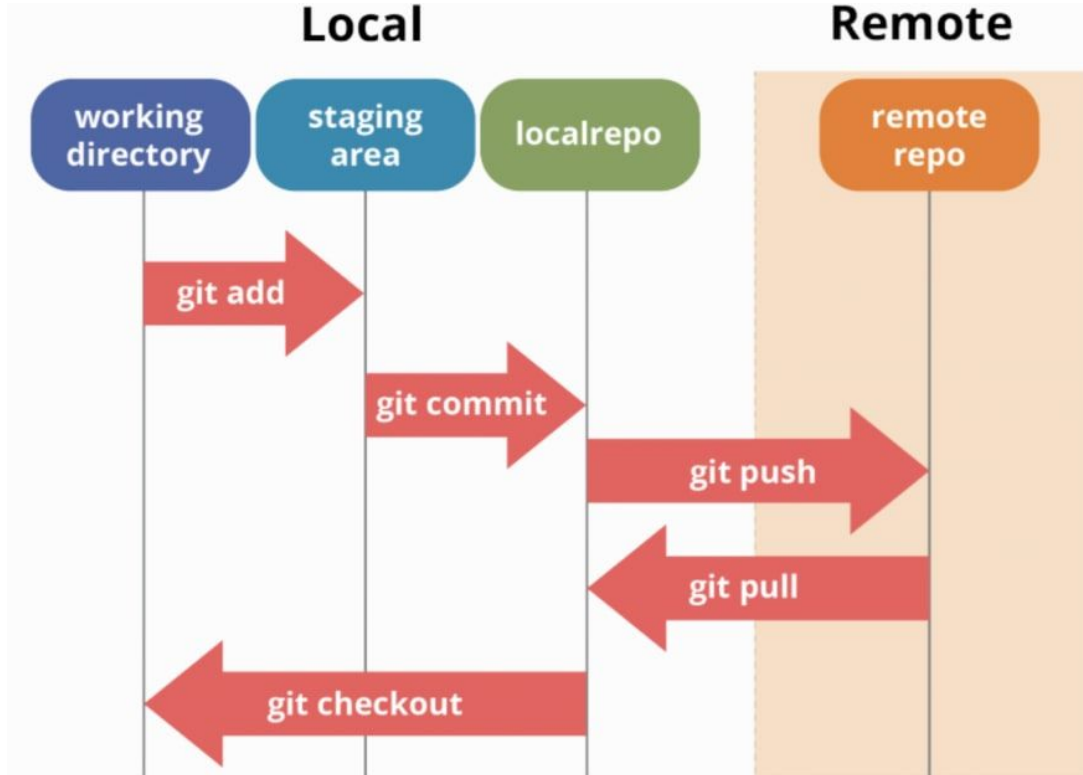 Local
Remote
working
directory
staging
area
localrepo
remote
repo
git add
git commit
git push
git pull
git checkout